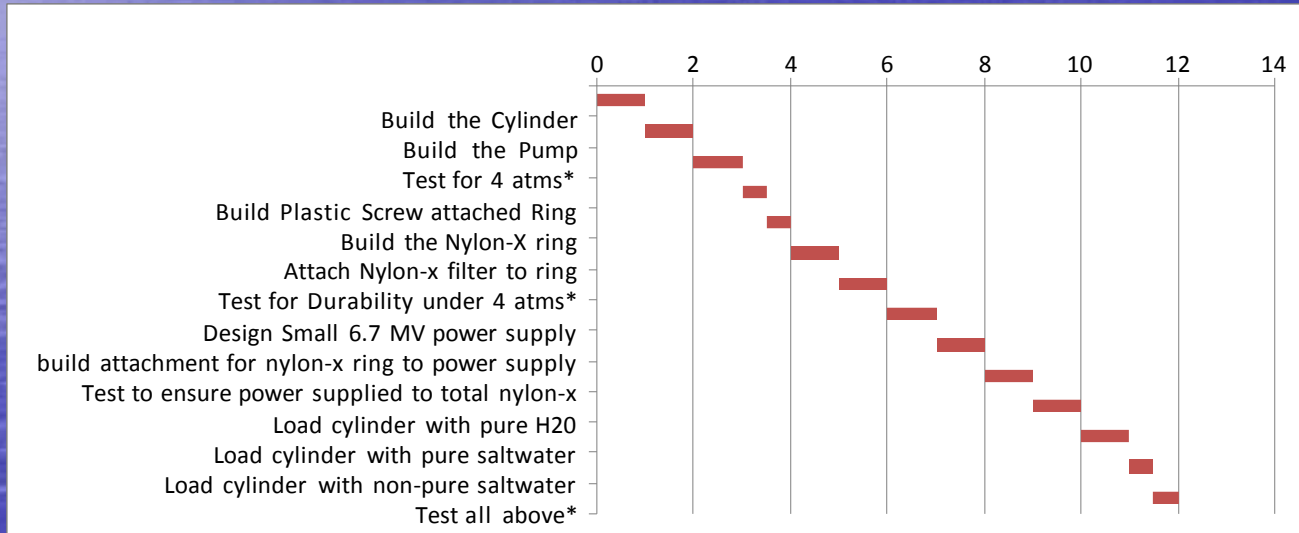 0 2 4 6 8 10 12 14
Build the Cylinder
Build the Pump
Test for 4 atms*
Build Plastic Screw attached Ring
Build the Nylon-X ring
Attach Nylon-x filter to ring
Test for Durability under 4 atms*
Design Small 6.7 MV power supply
build attachment for nylon-x ring to power supply
Test to ensure power supplied to total nylon-x
Load cylinder with pure H20
Load cylinder with pure saltwater
Load cylinder with non-pure saltwater
Test all above*